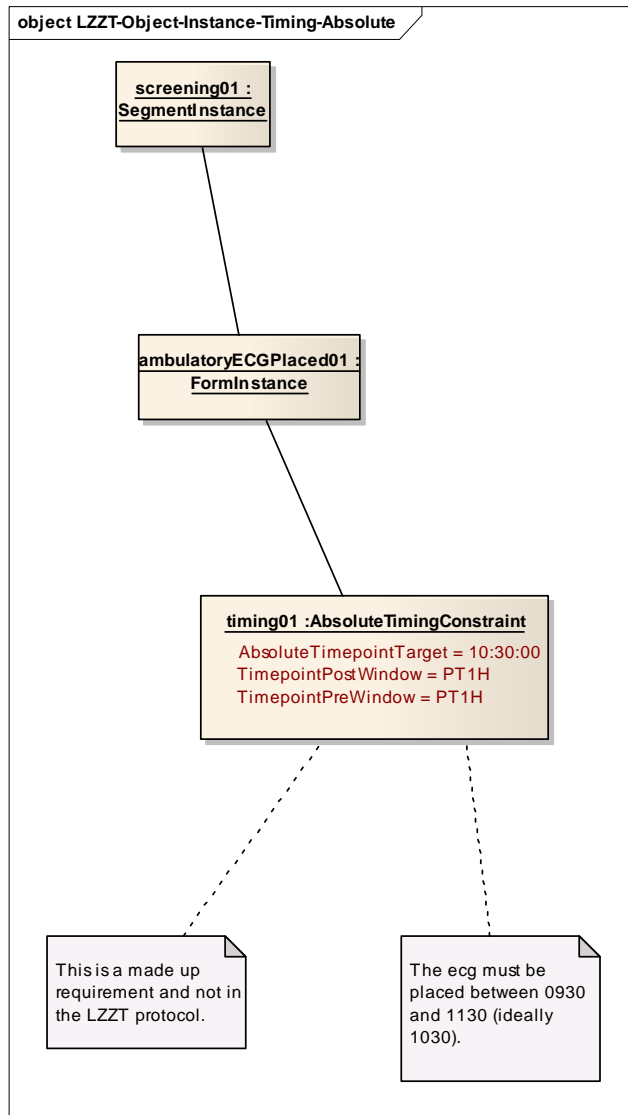 object LZZT-Object-Instance-Timing-Absolute
screening01 :
SegmentInstance
ambulatoryECGPlaced01 :
FormInstance
timing01 :AbsoluteTimingConstraint
AbsoluteTimepointTarget = 10:30:00
TimepointPostWindow = PT1H
TimepointPreWindow = PT1H
This is a made up
requirement and not in
the LZZT protocol.
The ecg must be
placed between 0930
and 1130 (ideally
1030).